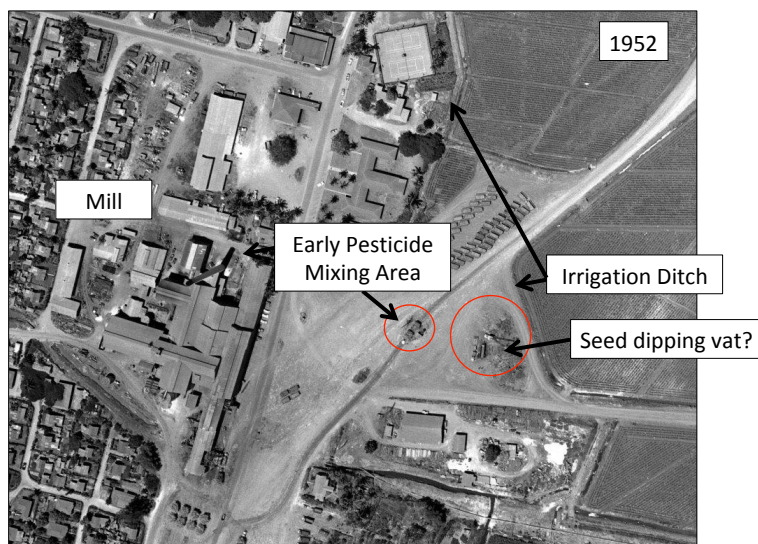 1952
Mill
Early Pesticide
Mixing Area
Irrigation Ditch
Seed dipping vat?